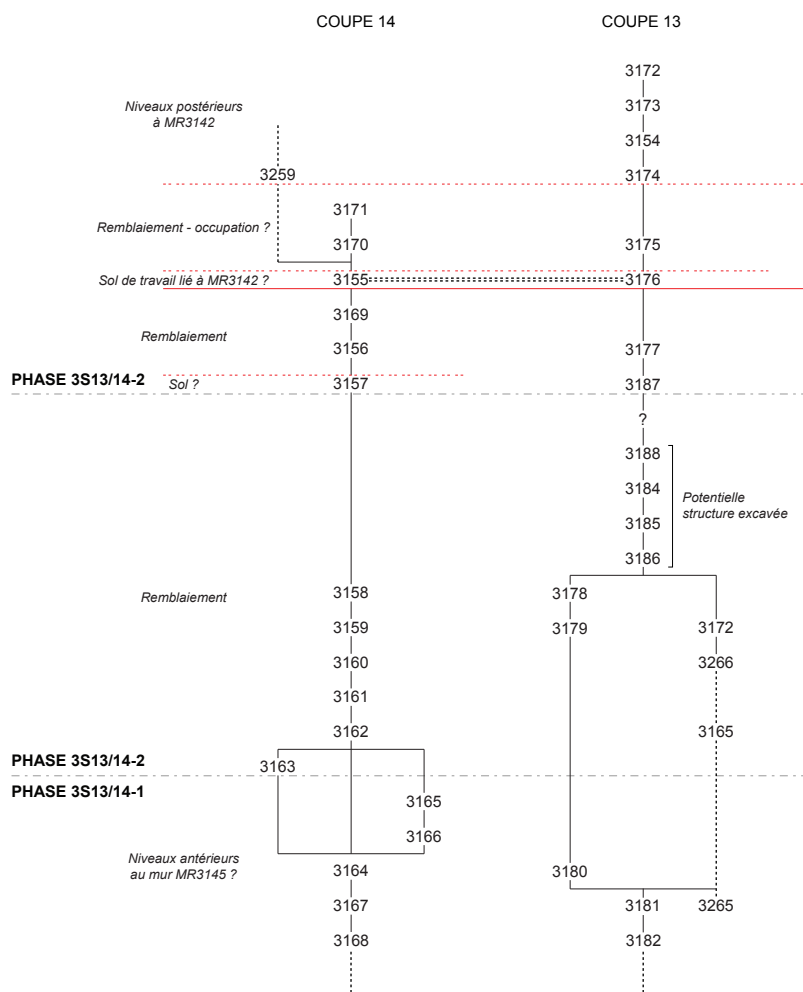 COUPE 14 COUPE 13
3172
Niveaux postérieurs
à MR3142
3173
3154
3259 3174
3171
Remblaiement - occupation ?
3170 3175
Sol de travail lié à MR3142 ? 3155 3176
3169
Remblaiement
3156 3177
PHASE 3S13/14-2 Sol ? 3157 3187
?
3188
3184
Potentielle
structure excavée
3185
3186
Remblaiement 3158 3178
3159 3179 3172
3160 3266
3161
3162 3165
PHASE 3S13/14-2
3163
PHASE 3S13/14-1
3165
3166
Niveaux antérieurs
au mur MR3145 ?
3164 3180
3167 3181 3265
3168 3182